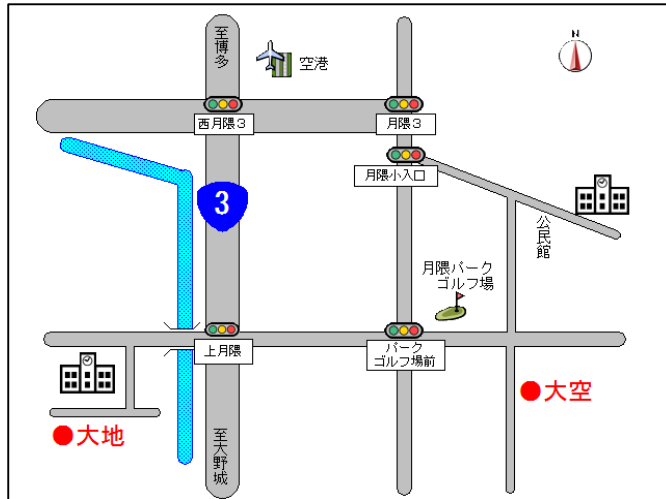 至博多
空港
N
西月隈３
月隈３
月隈小入口
3
公民館
月隈パーク
ゴルフ場
上月隈
パーク
ゴルフ場前
●大空
●大地
至大野城